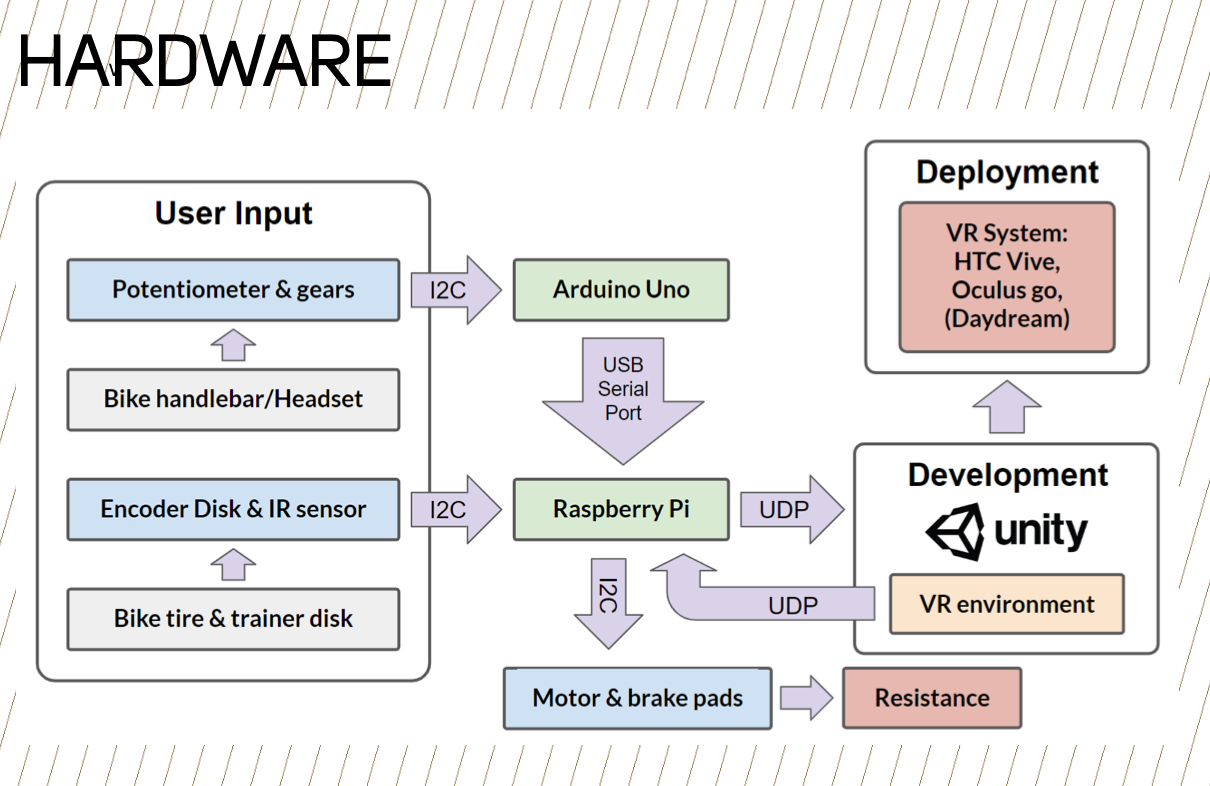 HARDWARE
User Input
Potentiometer & gears
I2C
Arduino Uno
Bike handlebar/Headset
USB
Serial
Port
Encoder Disk & IR sensor
I2C
Raspberry Pi
UDP
Bike tire & trainer disk
I2C
UDP
Motor & brake pads
Resistance
Deployment
VR System:
HTC Vive,
Oculus go,
(Daydream)
Development
unity
VR environment